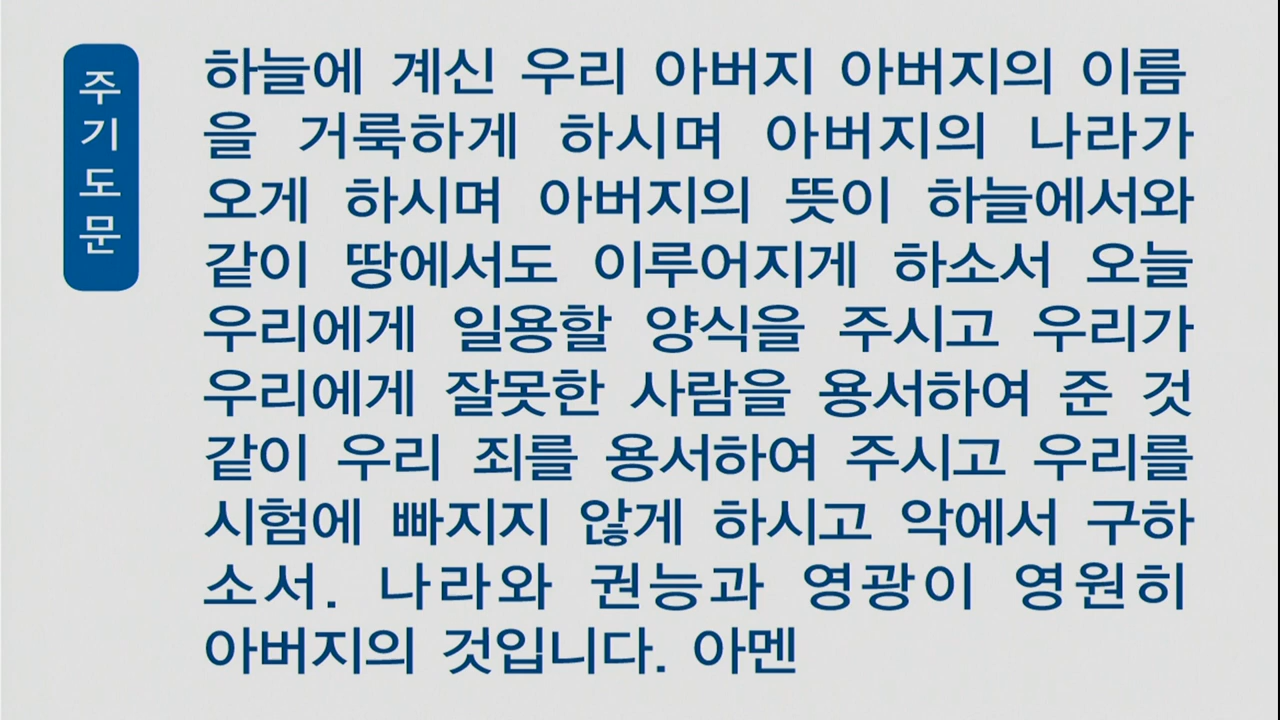 주기도문
하늘에 계신 우리 아버지 아버지의 이름
을 거룩하게 하시며 아버지의 나라가
오게 하시며 아버지의 뜻이 하늘에서와
같이 땅에서도 이루어지게 하소서 오늘
우리에게 일용할 양식을 주시고 우리가
우리에게 잘못한 사람을 용서하여 준 것
같이 우리 죄를 용서하여 주시고 우리를
시험에 빠지지 않게 하시고 악에서 구하
소서. 나라와 권능과 영광이 영원히
아버지의 것입니다. 아멘